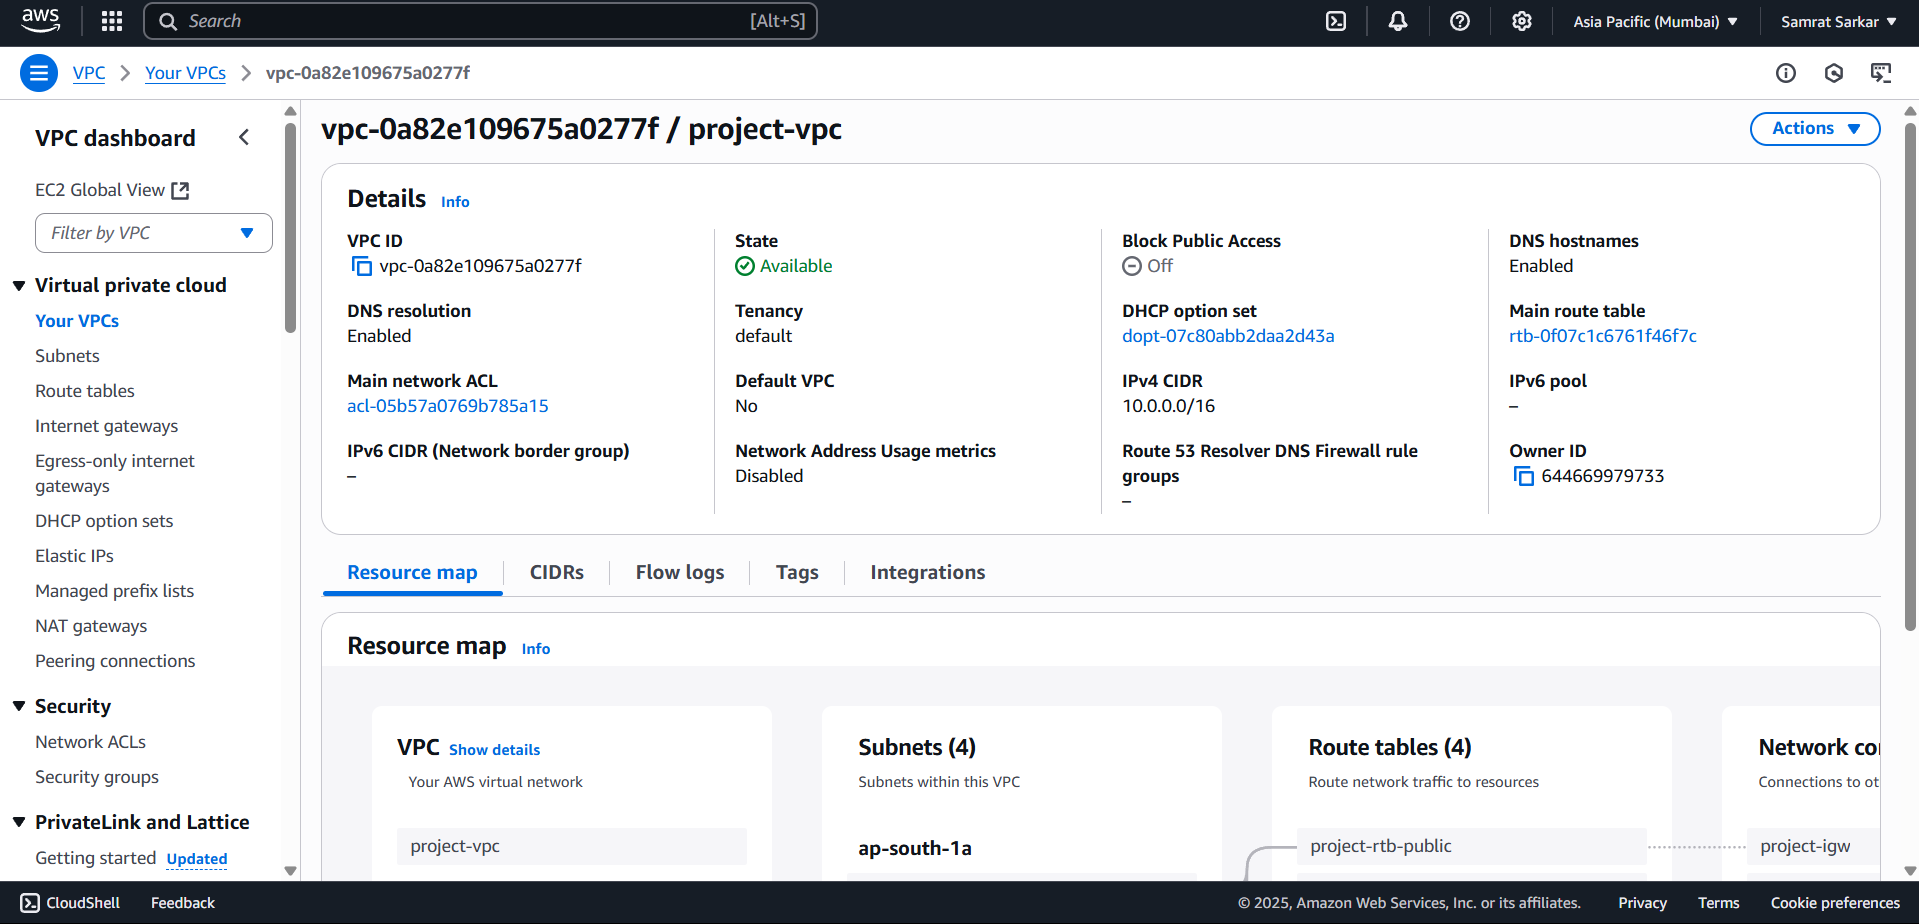 aws
Search [Alt+S]
Asia Pacific (Mumbai)
Samrat Sarkar
VPC
Your VPCs
vpc-0a82e109675a0277f
VPC dashboard
EC2 Global View
Filter by VPC
Virtual private cloud
Your VPCs
Subnets
Route tables
Internet gateways
Egress-only internet
gateways
DHCP option sets
Elastic IPs
Managed prefix lists
NAT gateways
Peering connections
Security
Network ACLs
Security groups
PrivateLink and Lattice
Getting started Updated
vpc-0a82e109675a0277f / project-vpc
Actions
Details Info
VPC ID
vpc-0a82e109675a0277f
State
Available
Block Public Access
Off
DNS hostnames
Enabled
DNS resolution
Enabled
Tenancy
default
DHCP option set
dopt-07c80abb2daa2d43a
Main route table
rtb-0f07c1c6761f46f7c
Main network ACL
acl-05b57a0769b785a15
Default VPC
No
IPv4 CIDR
10.0.0.0/16
IPv6 pool
–
IPv6 CIDR (Network border group)
–
Network Address Usage metrics
Disabled
Route 53 Resolver DNS Firewall rule
groups
–
Owner ID
644669979733
Resource map
CIDRs
Flow logs
Tags
Integrations
Resource map Info
VPC Show details
Your AWS virtual network
project-vpc
Subnets (4)
Subnets within this VPC
ap-south-1a
Route tables (4)
Route network traffic to resources
project-rtb-public
Network co
Connections to ot
project-igw
CloudShell
Feedback
© 2025, Amazon Web Services, Inc. or its affiliates.
Privacy
Terms
Cookie preferences